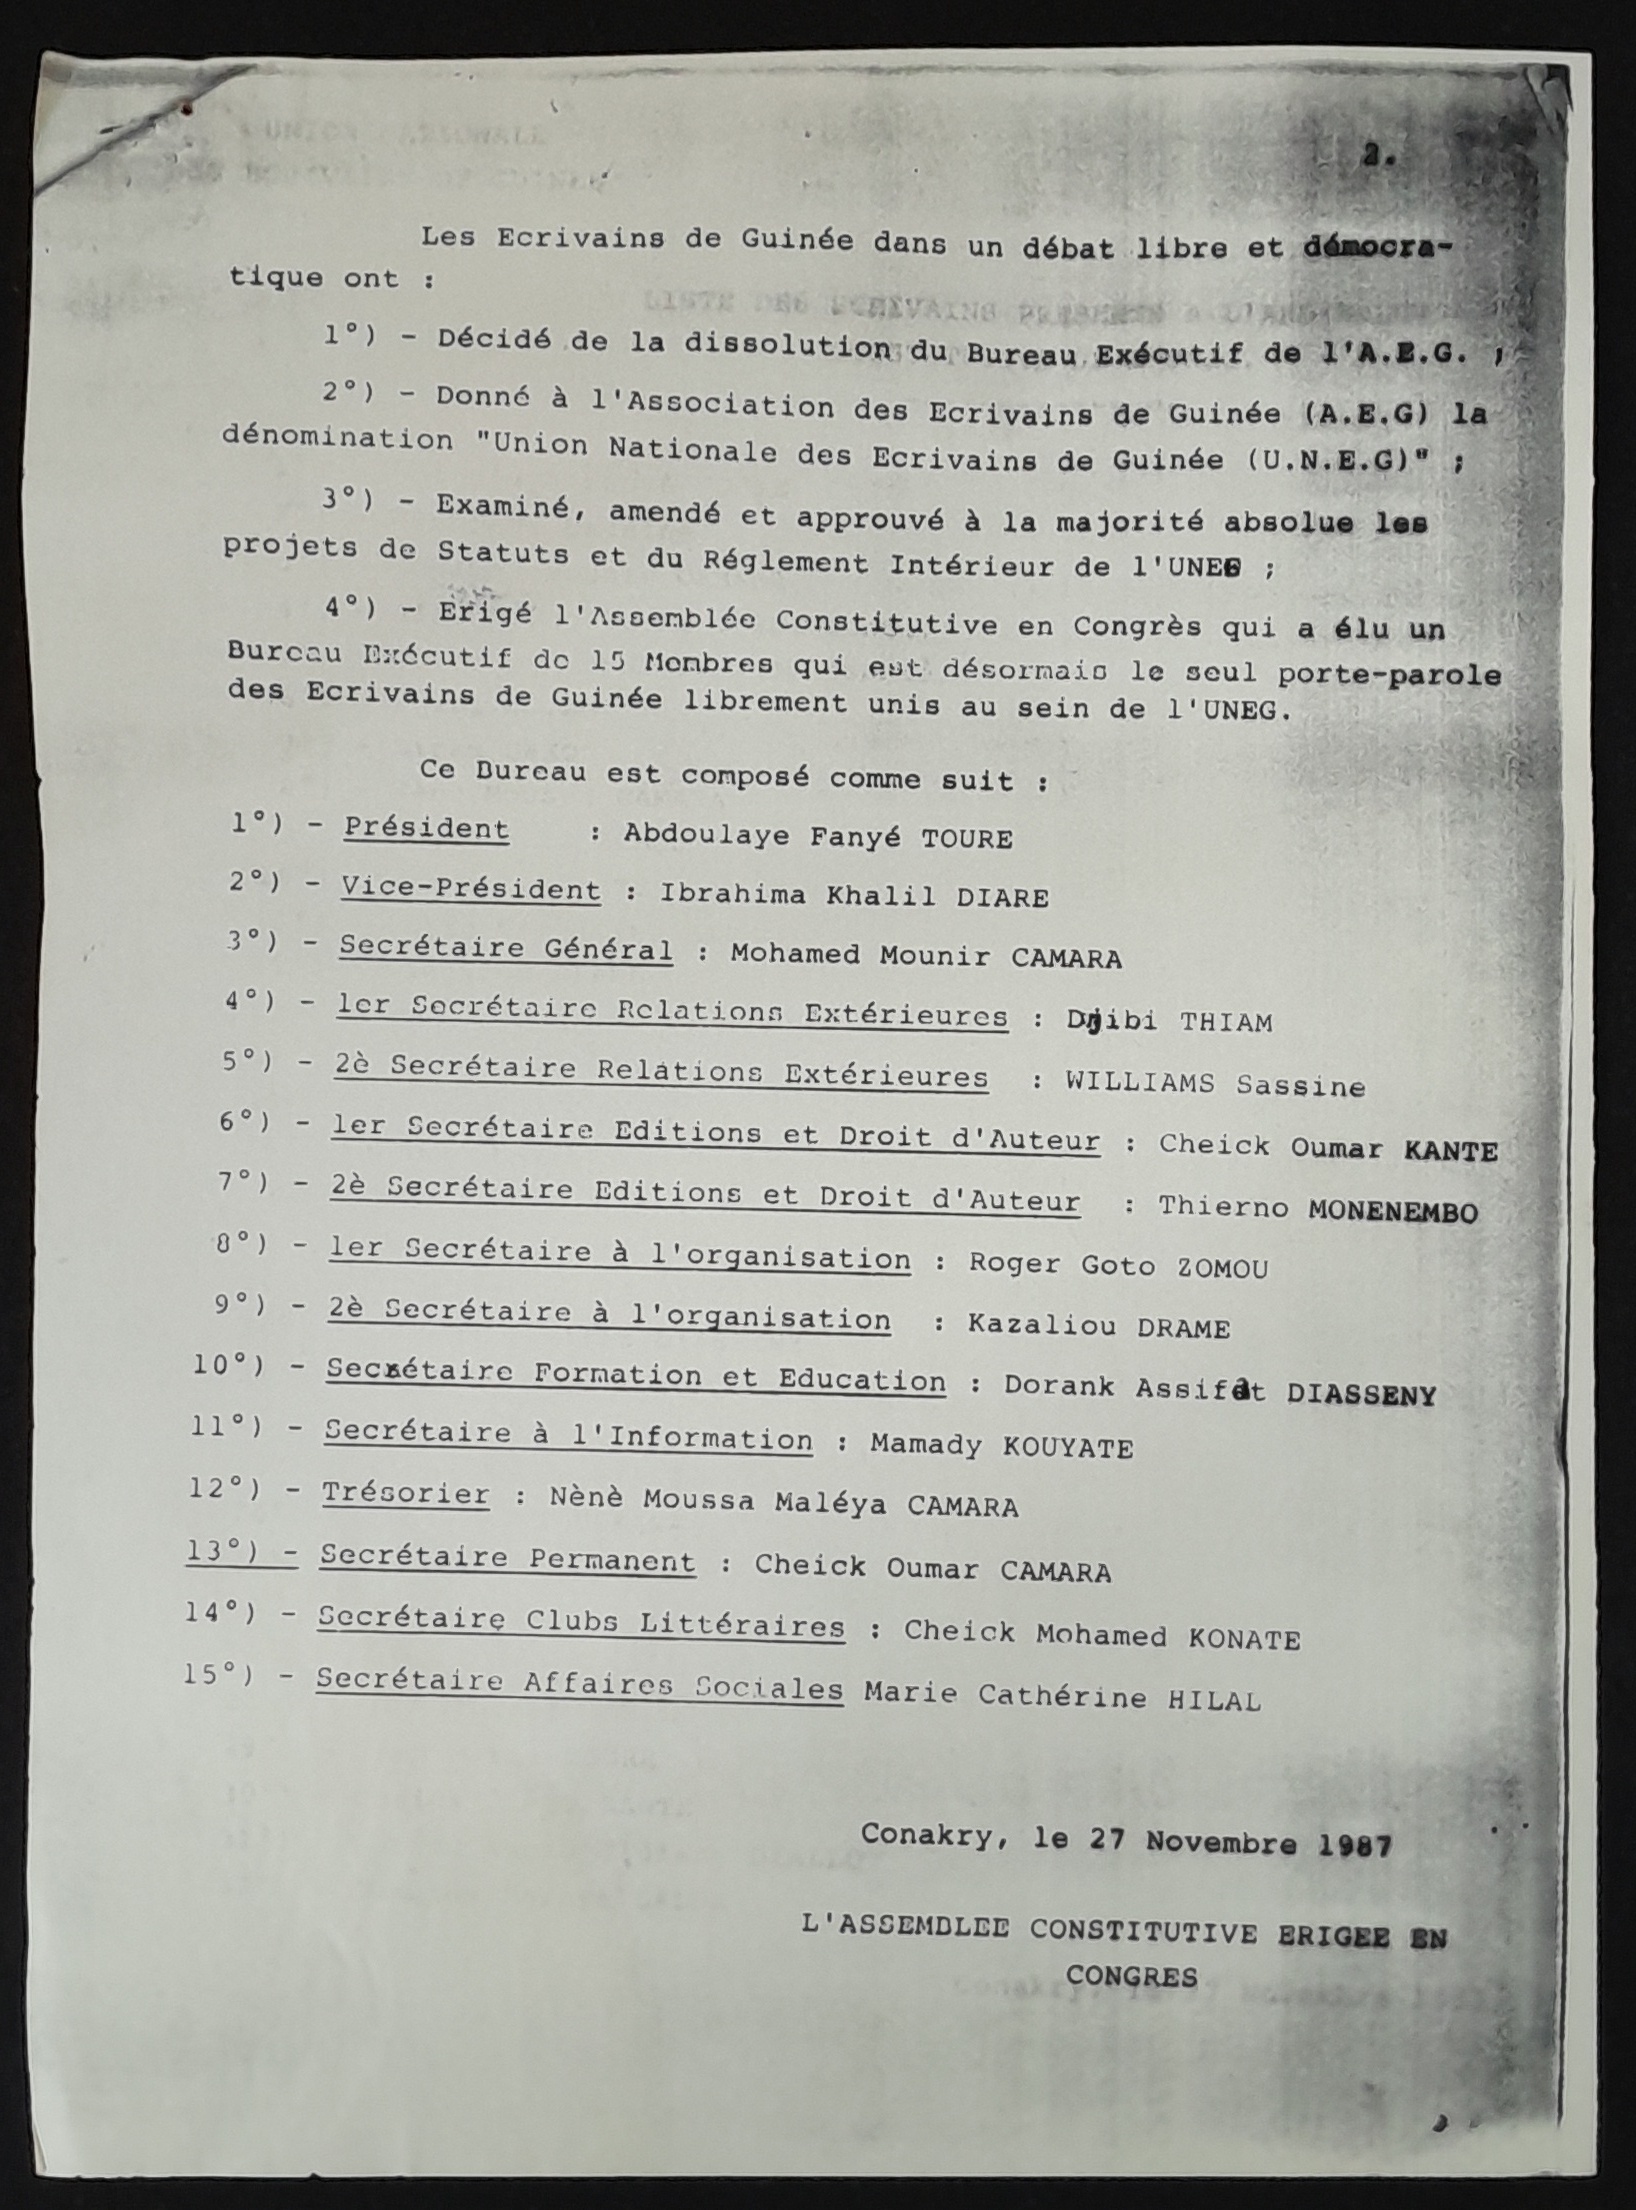 2.
Les Ecrivains de Guinée dans un débat libre et démocra-
tique ont :
1°) - Décidé de la dissolution du Bureau Exécutif de l'A.E.G. ;
2°) - Donné à l'Association des Ecrivains de Guinée (A.E.G) la
dénomination "Union Nationale des Ecrivains de Guinée (U.N.E.G)" ;
3°) - Examiné, amendé et approuvé à la majorité absolue les
projets de Statuts et du Réglement Intérieur de l'UNEG ;
4°) - Erigé l'Assemblée Constitutive en Congrès qui a élu un
Bureau Exécutif de 15 Membres qui est désormais le seul porte-parole
des Ecrivains de Guinée librement unis au sein de l'UNEG.
Ce Bureau est composé comme suit :
1°) - Président : Abdoulaye Fanyé TOURE
2°) - Vice-Président : Ibrahima Khalil DIARE
3°) - Secrétaire Général : Mohamed Mounir CAMARA
4°) - 1er Secrétaire Relations Extérieures : Djibi THIAM
5°) - 2è Secrétaire Relations Extérieures : WILLIAMS Sassine
6°) - 1er Secrétaire Editions et Droit d'Auteur : Cheick Oumar KANTE
7°) - 2è Secrétaire Editions et Droit d'Auteur : Thierno MONENEMBO
8°) - 1er Secrétaire à l'organisation : Roger Goto ZOMOU
9°) - 2è Secrétaire à l'organisation : Kazaliou DRAME
10°) - Secrétaire Formation et Education : Dorank Assifat DIASSENY
11°) - Secrétaire à l'Information : Mamady KOUYATE
12°) - Trésorier : Nènè Moussa Maléya CAMARA
13°) - Secrétaire Permanent : Cheick Oumar CAMARA
14°) - Secrétaire Clubs Littéraires : Cheick Mohamed KONATE
15°) - Secrétaire Affaires Sociales Marie Cathérine HILAL
Conakry, le 27 Novembre 1987
L'ASSEMBLEE CONSTITUTIVE ERIGEE EN
CONGRES